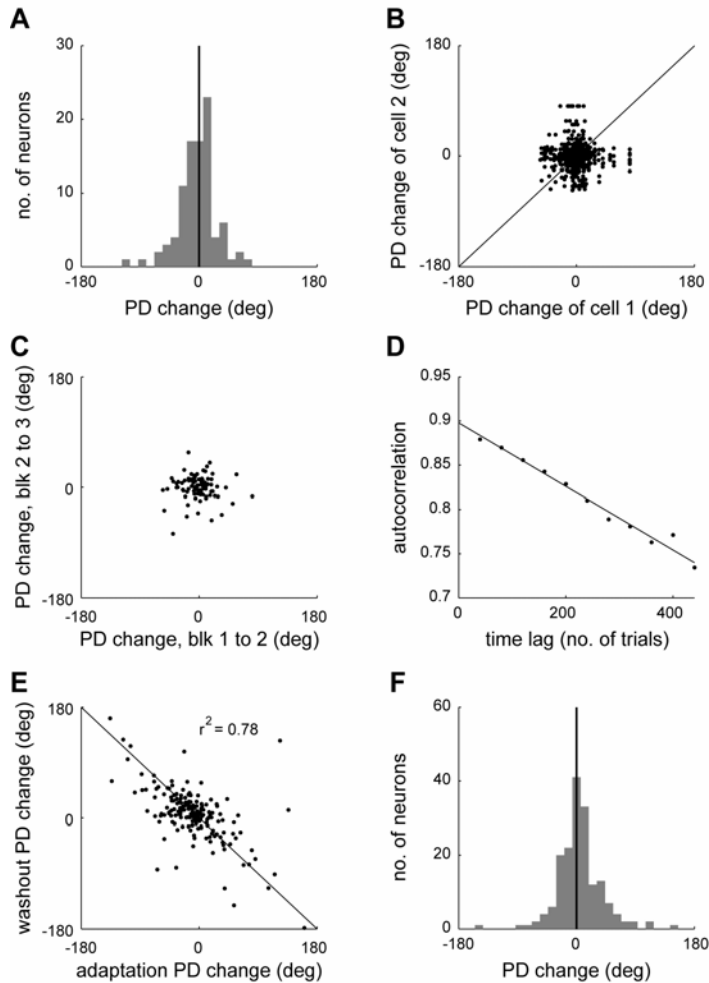 A
no. of neurons
30
20
10
0
-180
0
180
PD change (deg)
B
PD change of cell 2 (deg)
180
0
-180
-180
0
180
PD change of cell 1 (deg)
C
PD change, blk 2 to 3 (deg)
180
0
-180
-180
0
180
PD change, blk 1 to 2 (deg)
D
autocorrelation
0.95
0.9
0.85
0.8
0.75
0.7
0
200
400
time lag (no. of trials)
E
washout PD change (deg)
180
0
-180
r² = 0.78
-180
0
180
adaptation PD change (deg)
F
no. of neurons
60
40
20
0
-180
0
180
PD change (deg)